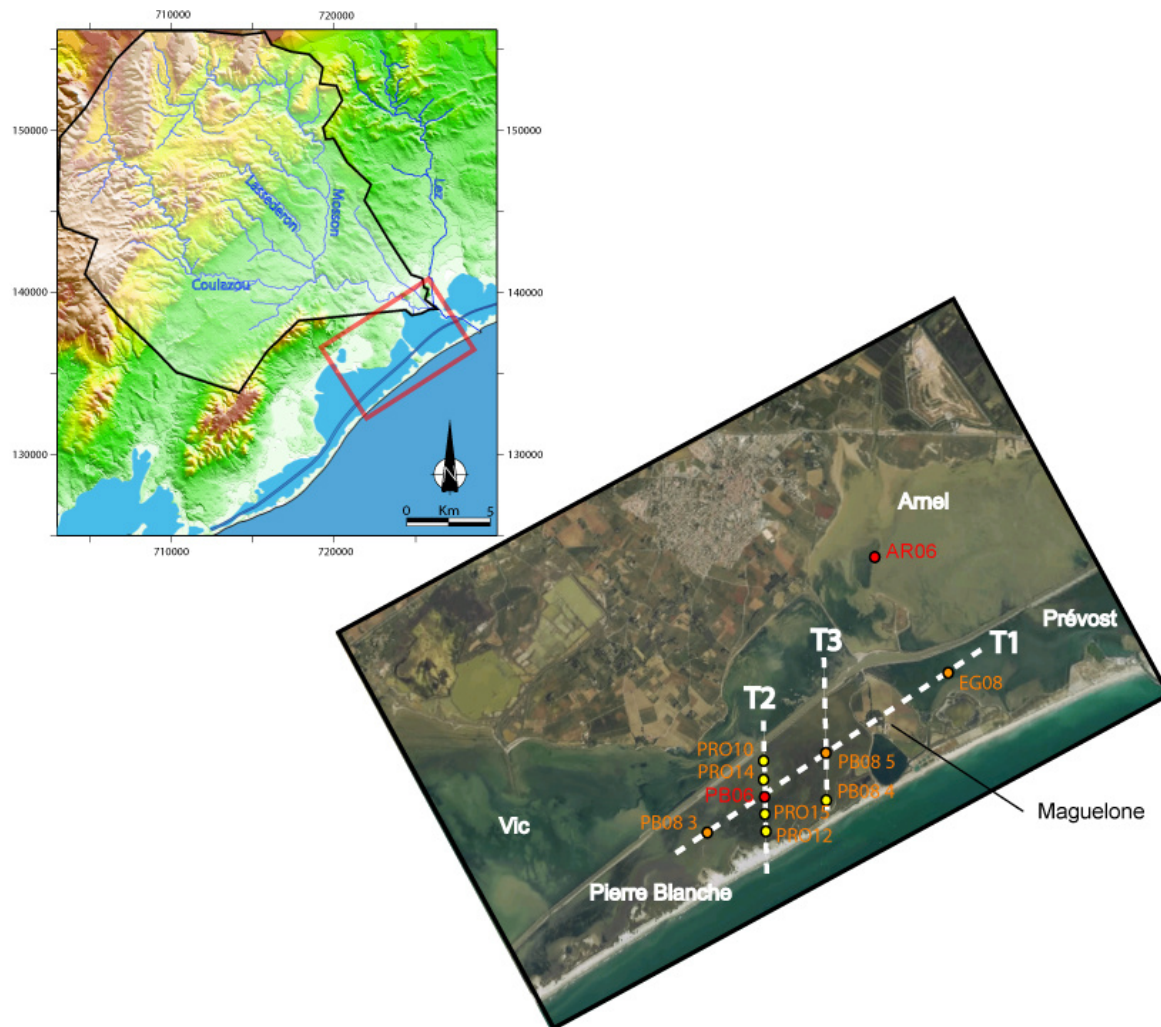 710000
720000
150000
150000
Lez
Mosson
Lassederon
Coulazou
140000
140000
130000
130000
N
0 Km 5
710000
720000
Arnel
AR06
Prévost
T3
T1
EG08
T2
PRO10
PB08 5
PRO14
PB06
PB08 4
PRO15
Maguelone
PB08 3
PBO12
Vic
Pierre Blanche